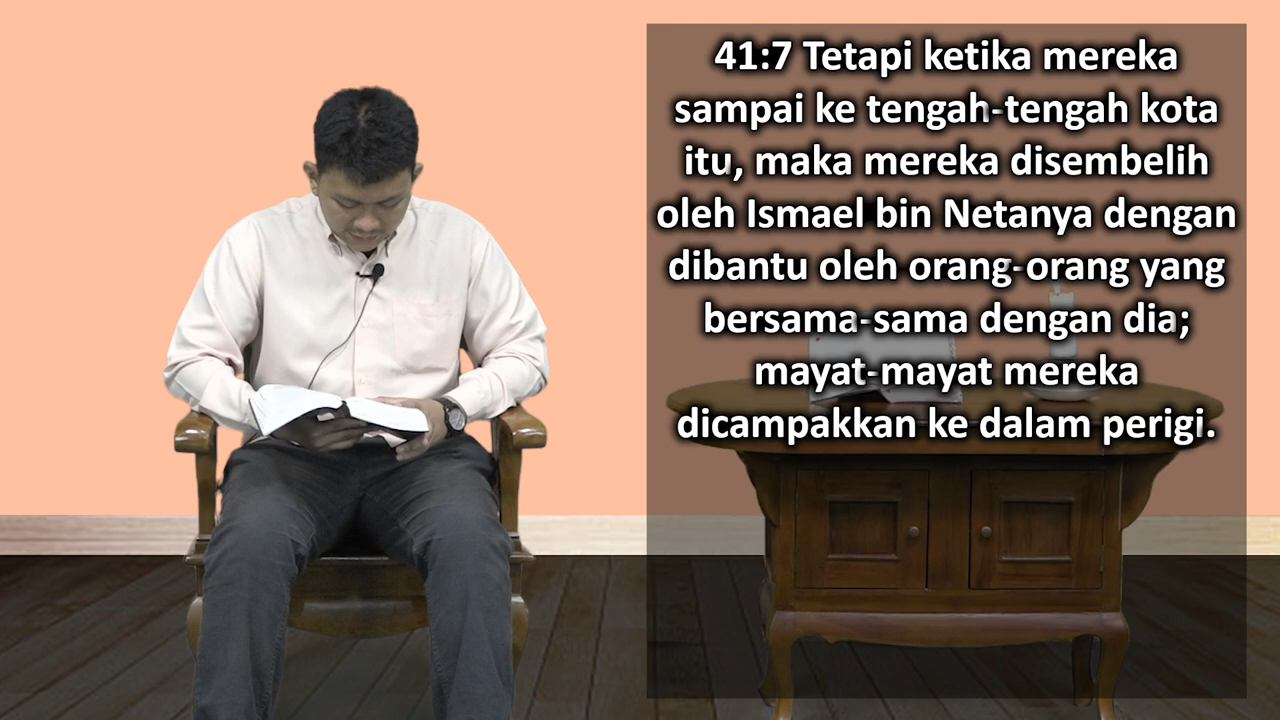 41:7 Tetapi ketika mereka
sampai ke tengah-tengah kota
itu, maka mereka disembelih
oleh Ismael bin Netanya dengan
dibantu oleh orang-orang yang
bersama-sama dengan dia;
mayat-mayat mereka
dicampakkan ke dalam perigi.